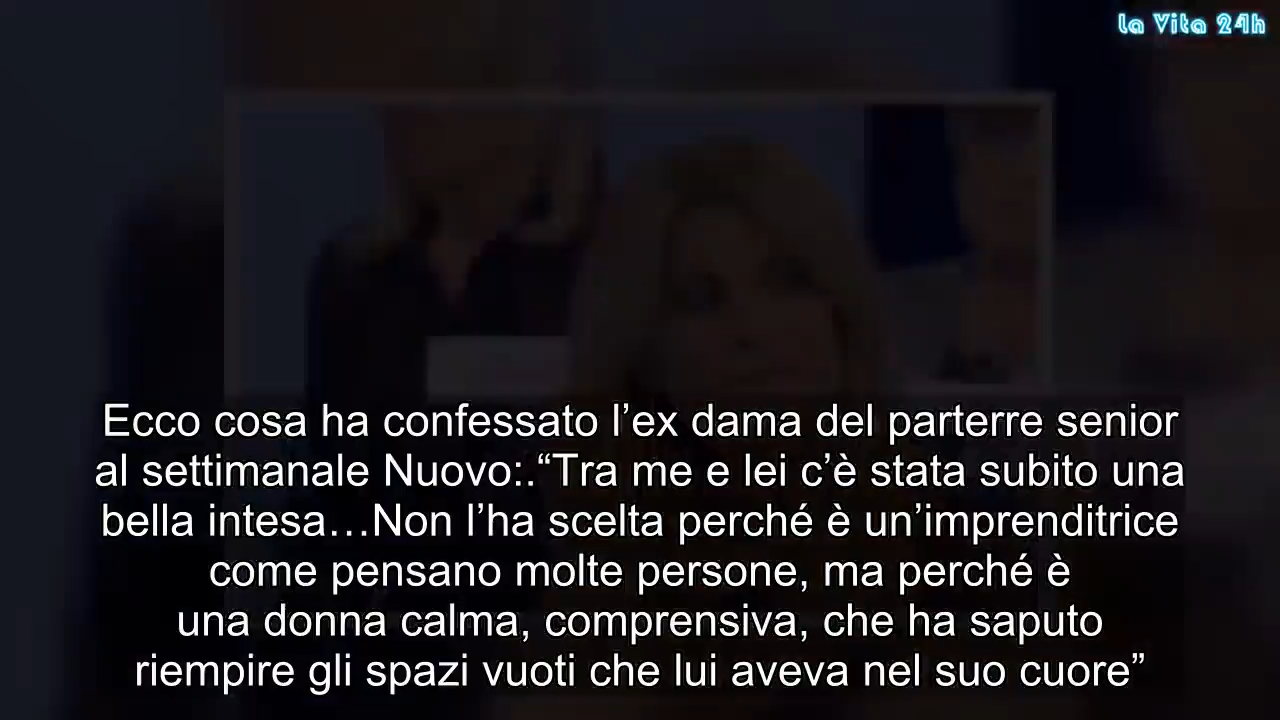 La Vita 24h
Ecco cosa ha confessato l’ex dama del parterre senior
al settimanale Nuovo:.“Tra me e lei c’è stata subito una
bella intesa…Non l’ha scelta perché è un’imprenditrice
come pensano molte persone, ma perché è
una donna calma, comprensiva, che ha saputo
riempire gli spazi vuoti che lui aveva nel suo cuore”